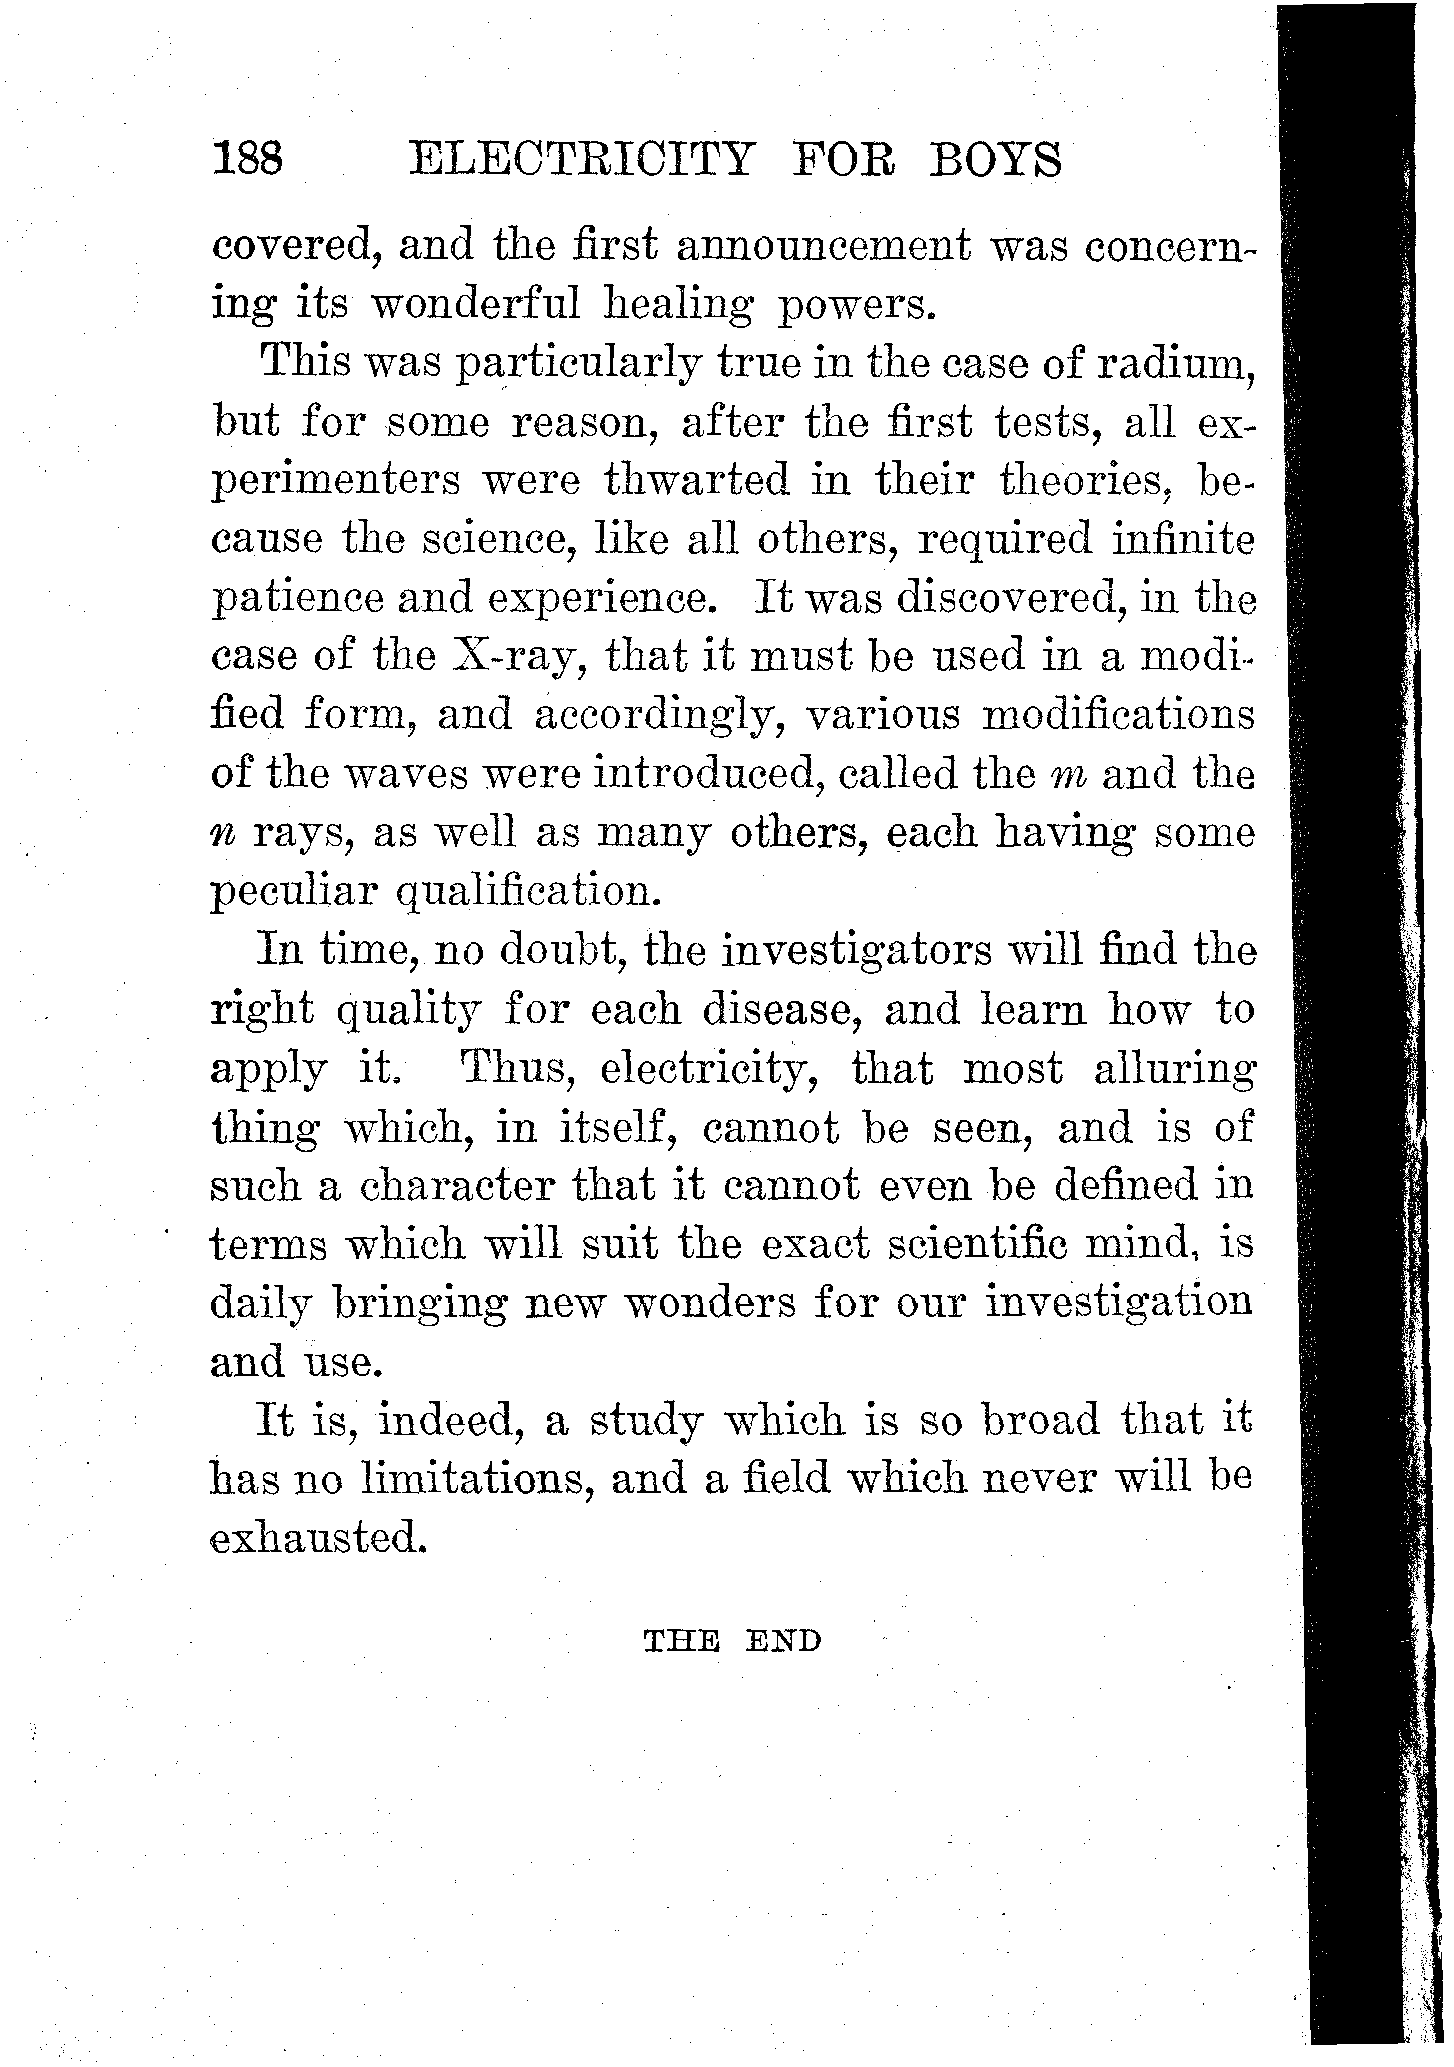 188 ELECTRICITY FOR BOYS
covered, and the first announcement was concern-
ing its wonderful healing powers.
This was particularly true in the case of radium,
but for some reason, after the first tests, all ex-
perimenters were thwarted in their theories, be-
cause the science, like all others, required infinite
patience and experience. It was discovered, in the
case of the X-ray, that it must be used in a modi-
fied form, and accordingly, various modifications
of the waves were introduced, called the m and the
n rays, as well as many others, each having some
peculiar qualification.
In time, no doubt, the investigators will find the
right quality for each disease, and learn how to
apply it. Thus, electricity, that most alluring
thing which, in itself, cannot be seen, and is of
such a character that it cannot even be defined in
terms which will suit the exact scientific mind, is
daily bringing new wonders for our investigation
and use.
It is, indeed, a study which is so broad that it
has no limitations, and a field which never will be
exhausted.
THE END